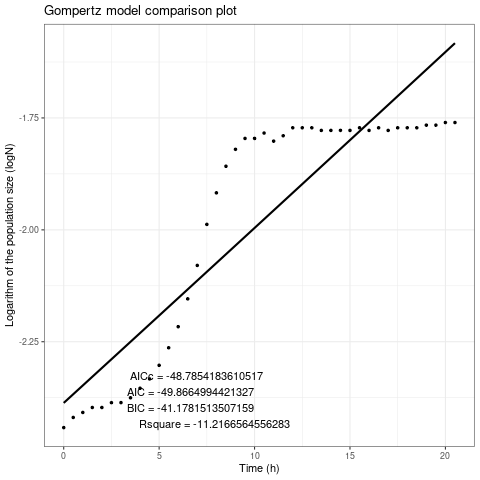 Gompertz model comparison plot
Logarithm of the population size (logN)
-1.75
-2.00
-2.25
AICc = -48.7854183610517
AIC = -49.8664994421327
BIC = -41.1781513507159
Rsquare = -11.2166564556283
0 5 10 15 20
Time (h)